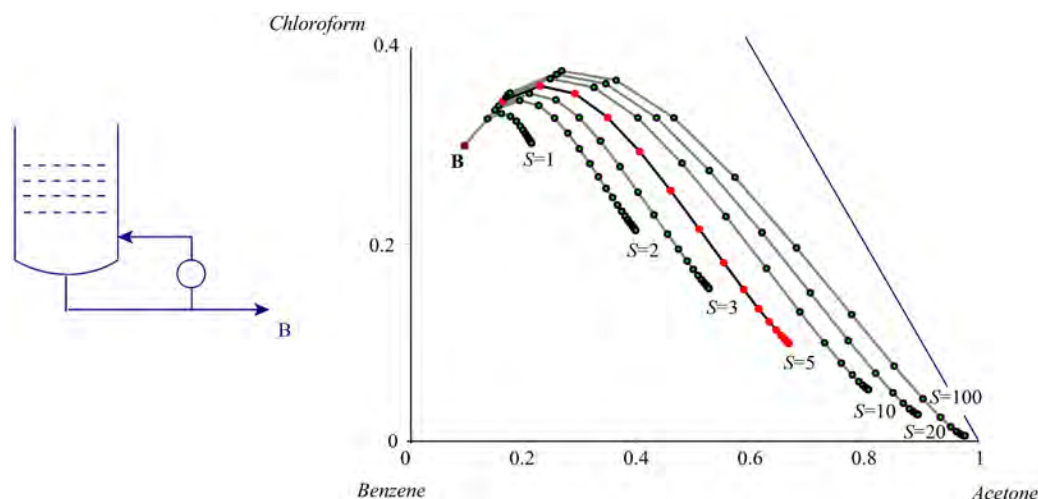 Chloroform
0.4
B
S=1
0.2
S=2
S=3
B
S=5
S=100
S=10
S=20
0
0
0.2
0.4
0.6
0.8
1
Benzene
Acetone